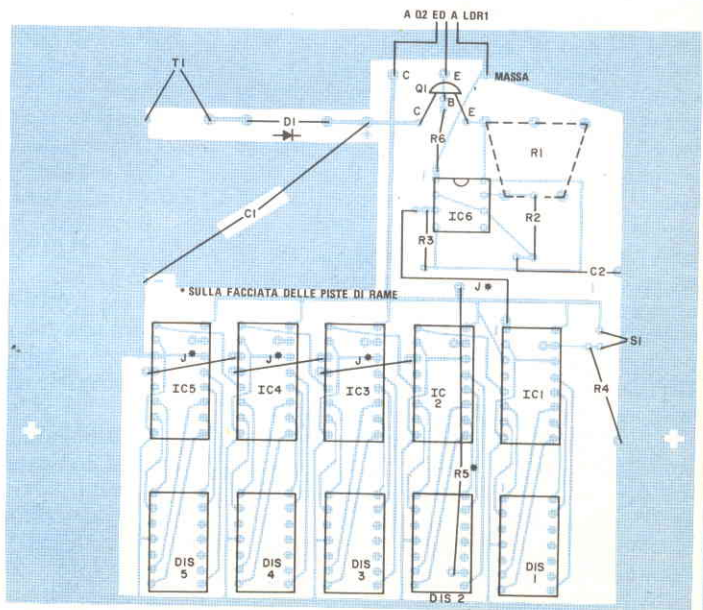 A Q2 ED A LDR1
T1
C
E
MASSA
Q1
D1
C
B
E
R6
R1
C1
IC6
R2
R3
C2
J*
* SULLA FACCIATA DELLE PISTE DI RAME
S1
J*
J*
J*
IC5
IC4
IC3
IC
2
IC1
R4
R5*
DIS
5
DIS
4
DIS
3
DIS 2
DIS
1